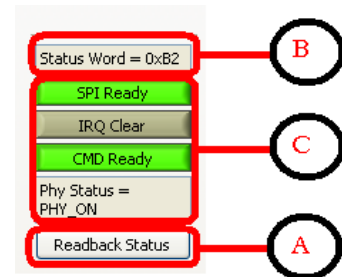 Status Word = 0xB2
B
SPI Ready
IRQ Clear
C
CMD Ready
Phy Status =
PHY_ON
Readback Status
A